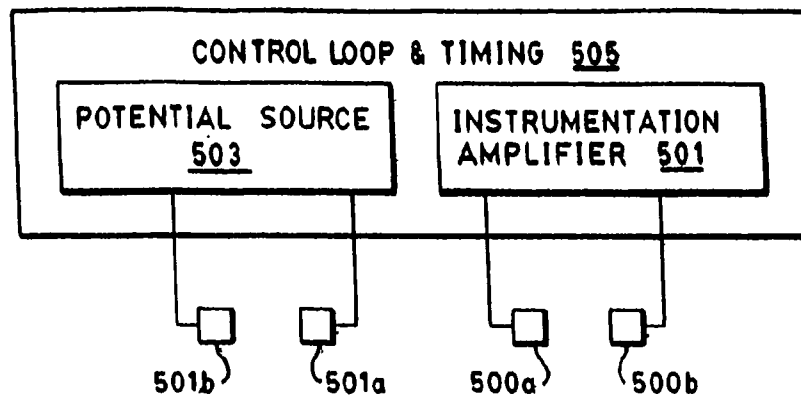 CONTROL LOOP & TIMING 505
POTENTIAL SOURCE
503
INSTRUMENTATION
AMPLIFIER 501
501b
501a
500a
500b